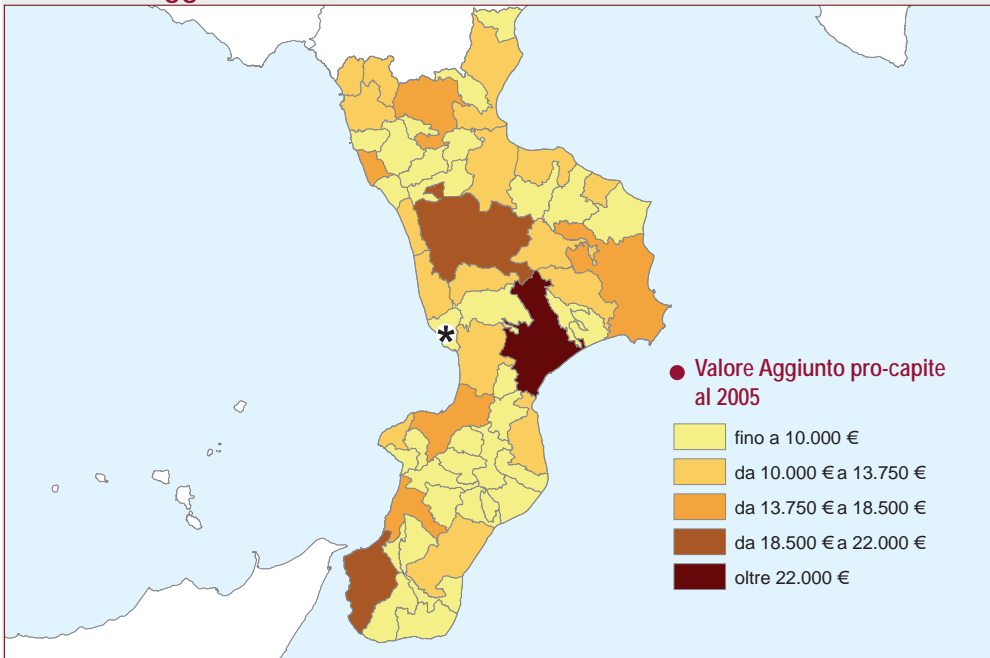 Valore Aggiunto pro-capite
al 2005
fino a 10.000 €
da 10.000 € a 13.750 €
da 13.750 € a 18.500 €
da 18.500 € a 22.000 €
oltre 22.000 €
*